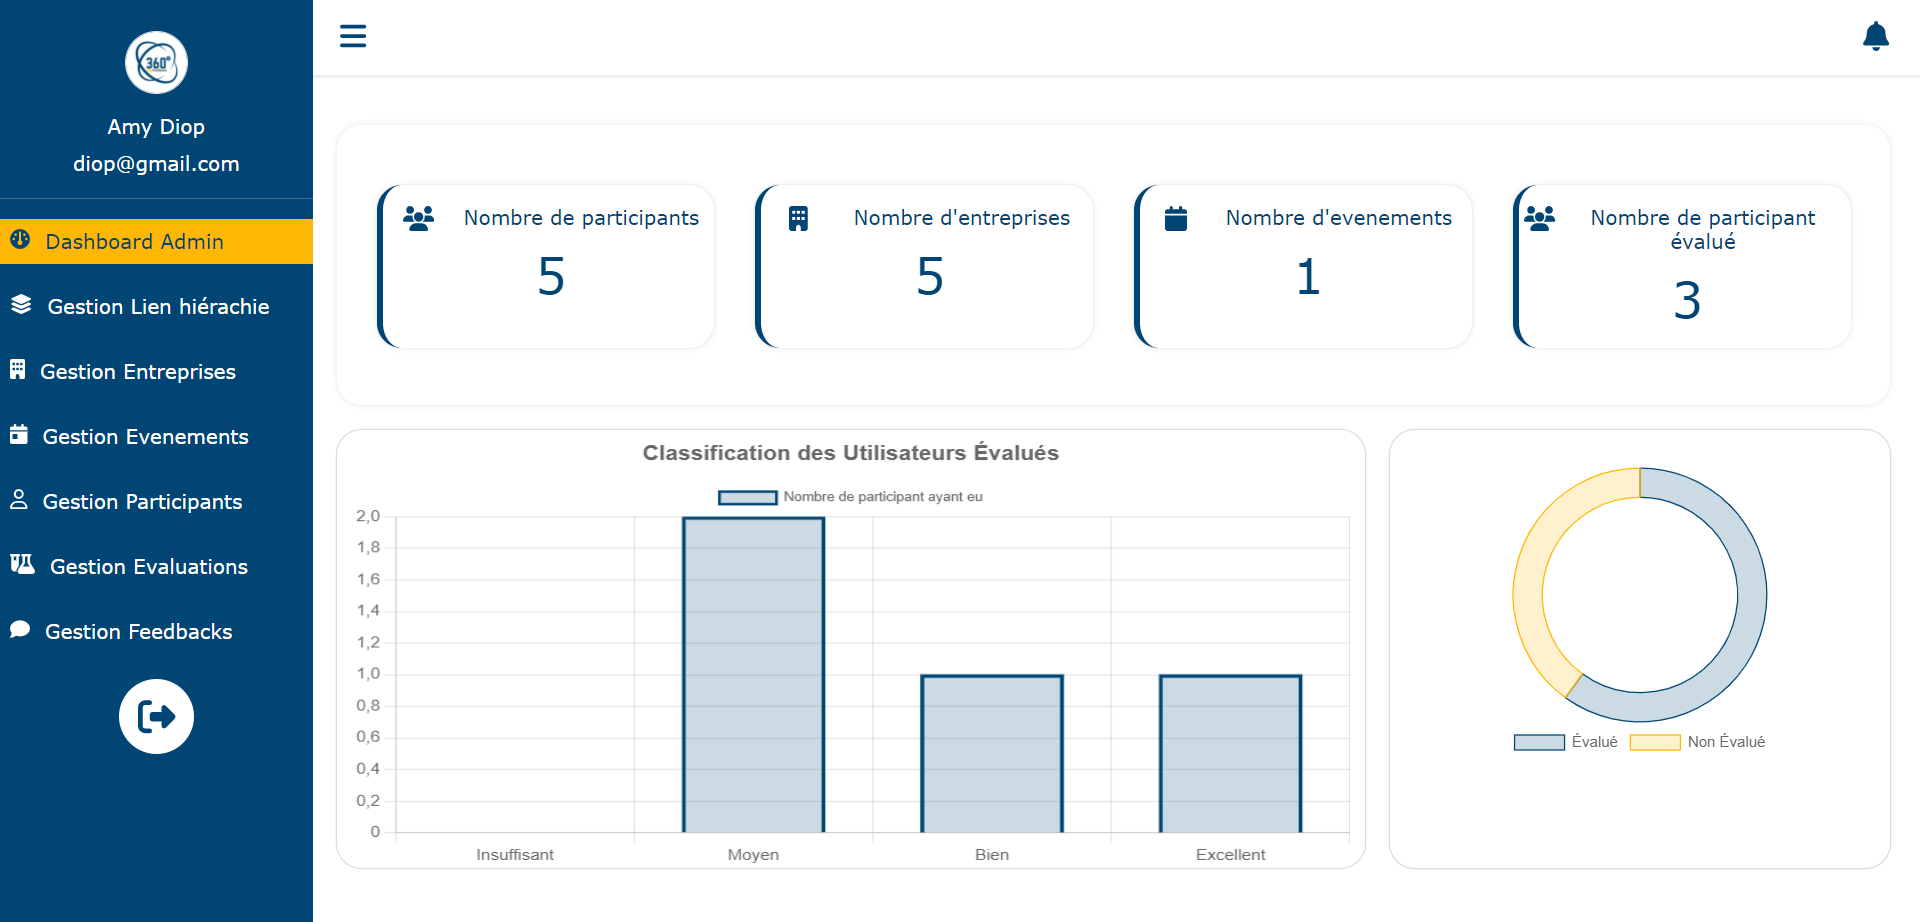 360°
Amy Diop
diop@gmail.com
Dashboard Admin
Gestion Lien hiérachie
Gestion Entreprises
Gestion Evenements
Gestion Participants
Gestion Evaluations
Gestion Feedbacks
Nombre de participants
5
Nombre d'entreprises
5
Nombre d'evenements
1
Nombre de participant
évalué
3
Classification des Utilisateurs Évalués
Nombre de participant ayant eu
2,0
1,8
1,6
1,4
1,2
1,0
0,8
0,6
0,4
0,2
0
Insuffisant
Moyen
Bien
Excellent
Évalué
Non Évalué